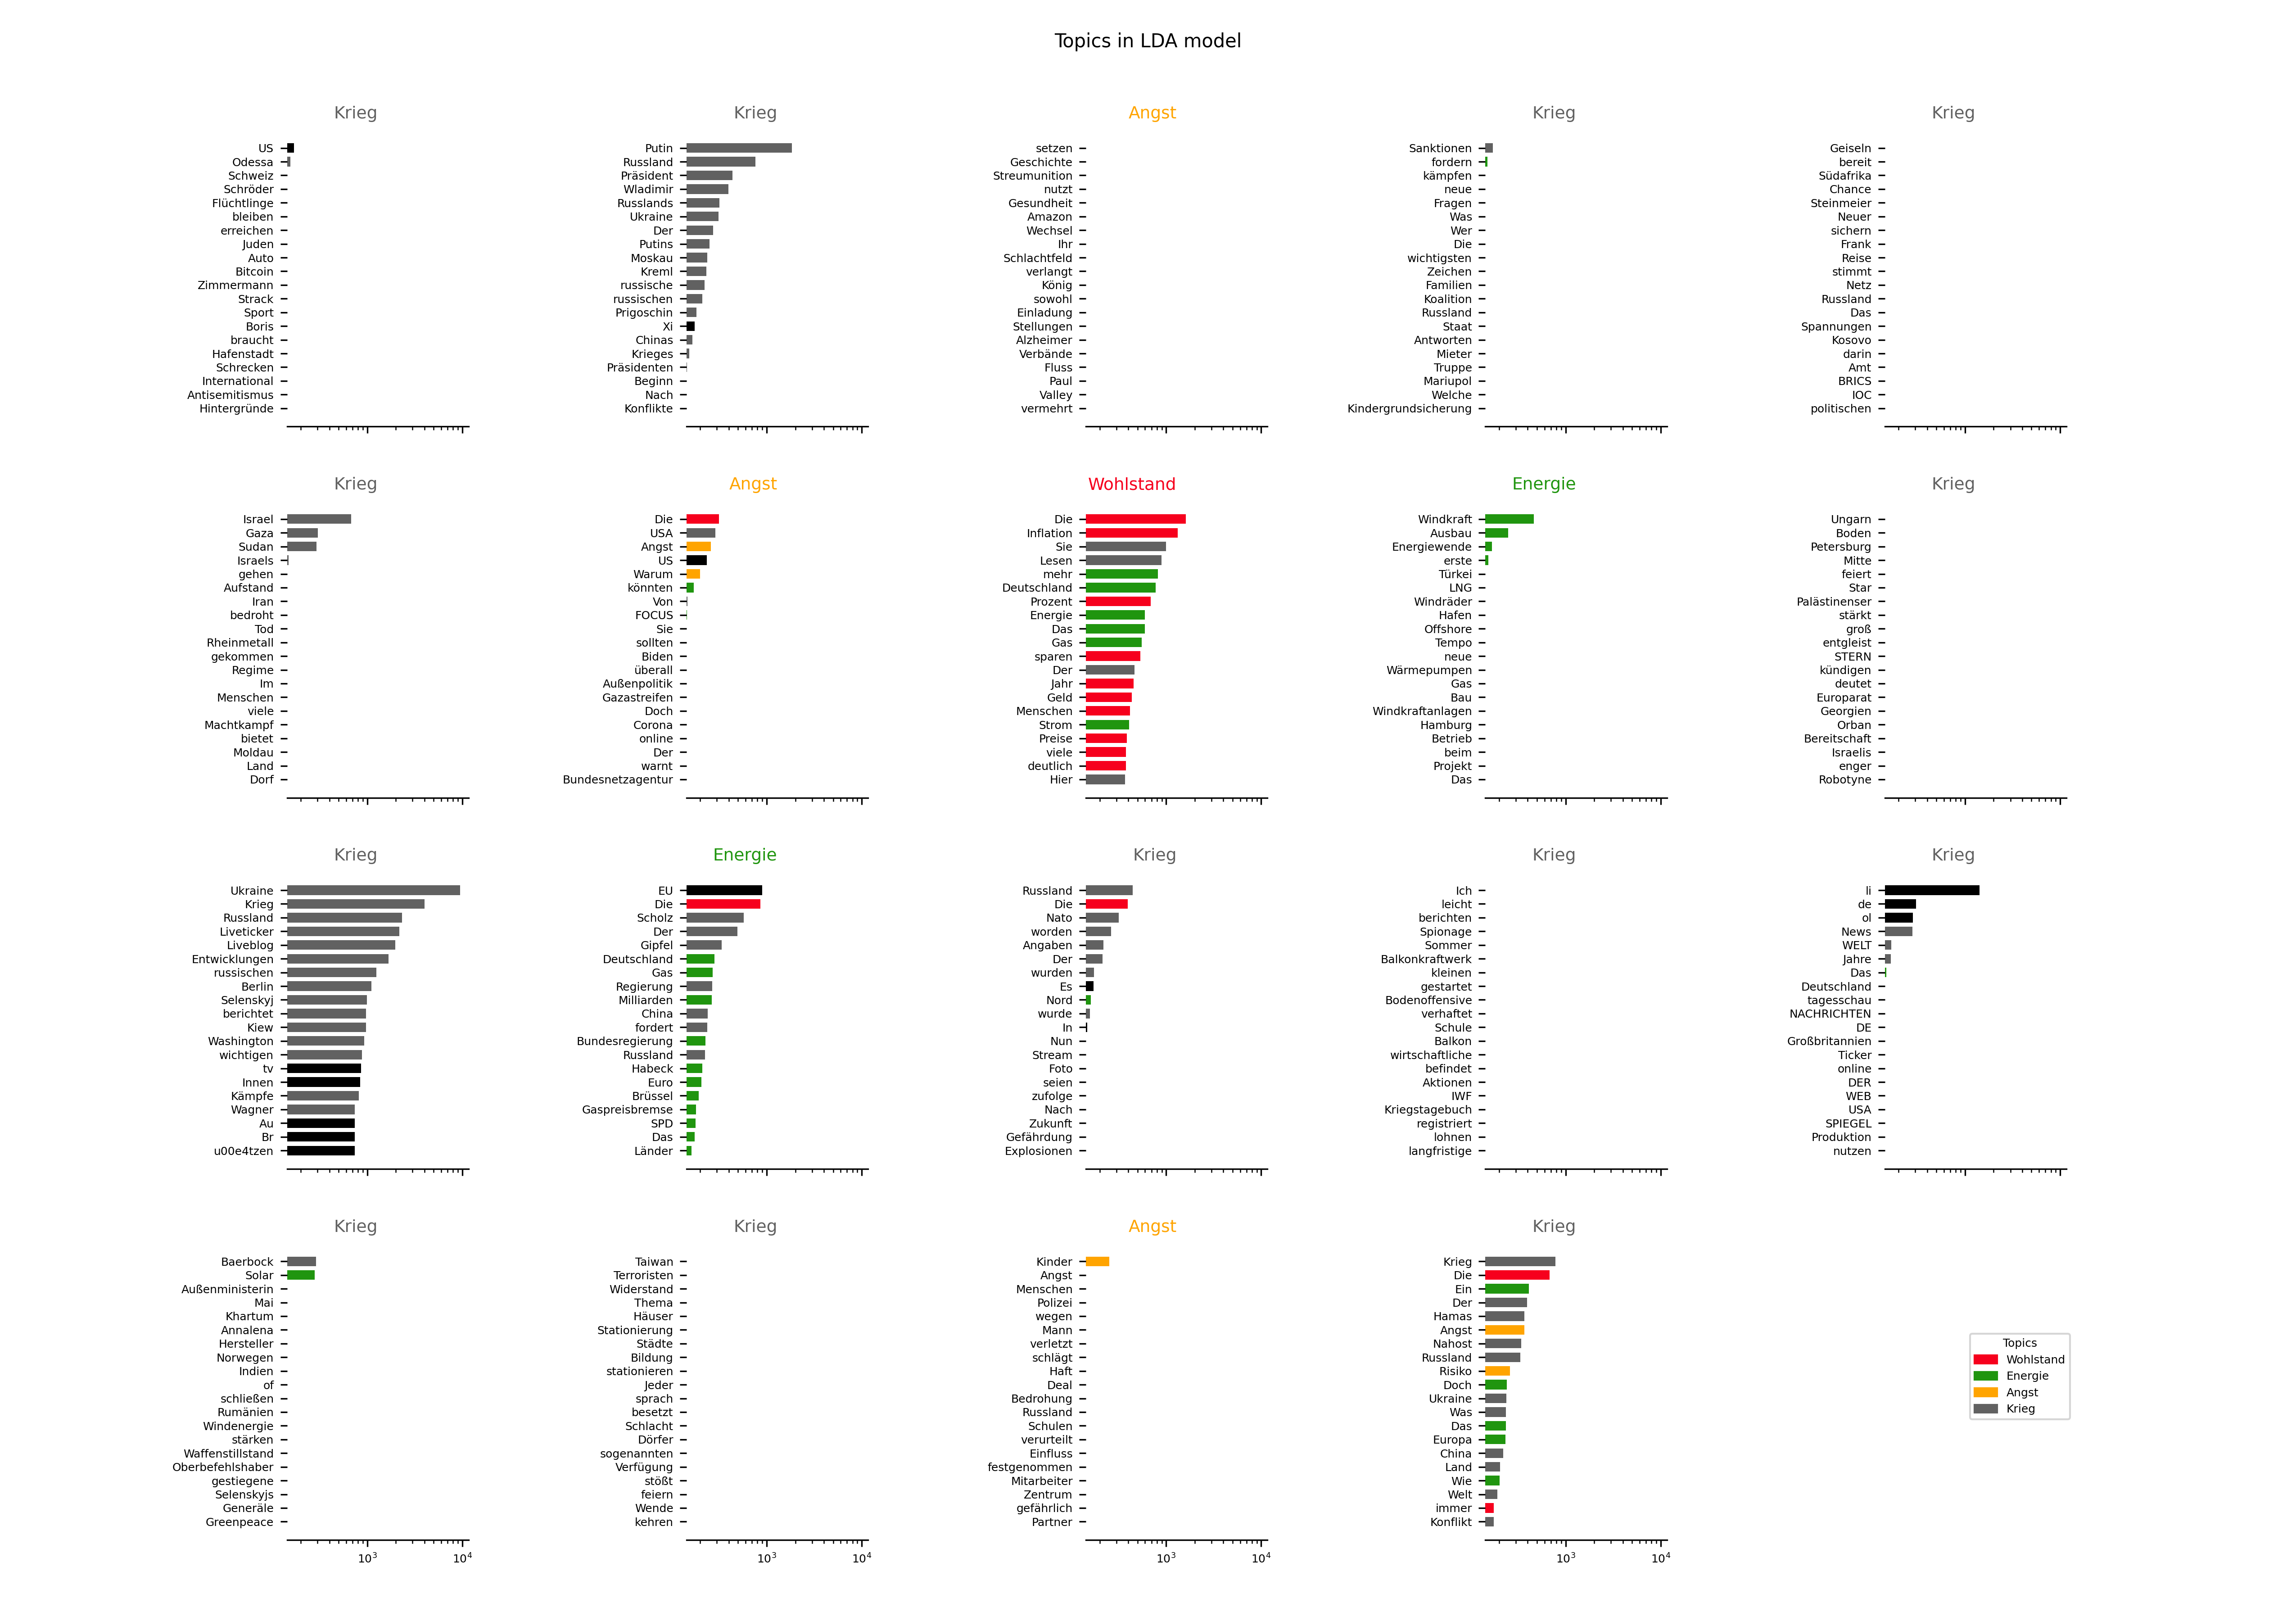 Topics in LDA model
Krieg
US
Odessa
Schweiz
Schröder
Flüchtlinge
bleiben
erreichen
Juden
Auto
Bitcoin
Zimmermann
Strack
Sport
Boris
braucht
Hafenstadt
Schrecken
International
Antisemitismus
Hintergründe
Krieg
Putin
Russland
Präsident
Wladimir
Russlands
Ukraine
Der
Putins
Moskau
Kreml
russische
russischen
Prigoschin
Xi
Chinas
Krieges
Präsidenten
Beginn
Nach
Konflikte
Angst
setzen
Geschichte
Streumunition
nutzt
Gesundheit
Amazon
Wechsel
Ihr
Schlachtfeld
verlangt
König
sowohl
Einladung
Stellungen
Alzheimer
Verbände
Fluss
Paul
Valley
vermehrt
Krieg
Sanktionen
fordern
kämpfen
neue
Fragen
Was
Wer
Die
wichtigsten
Zeichen
Familien
Koalition
Russland
Staat
Antworten
Mieter
Truppe
Mariupol
Welche
Kindergrundsicherung
Krieg
Geiseln
bereit
Südafrika
Chance
Steinmeier
Neuer
sichern
Frank
Reise
stimmt
Netz
Russland
Das
Spannungen
Kosovo
darin
Amt
BRICS
IOC
politischen
Krieg
Israel
Gaza
Sudan
Israels
gehen
Aufstand
Iran
bedroht
Tod
Rheinmetall
gekommen
Regime
Im
Menschen
viele
Machtkampf
bietet
Moldau
Land
Dorf
Angst
Die
USA
Angst
US
Warum
könnten
Von
FOCUS
Sie
sollten
Biden
überall
Außenpolitik
Gazastreifen
Doch
Corona
online
Der
warnt
Bundesnetzagentur
Wohlstand
Die
Inflation
Sie
Lesen
mehr
Deutschland
Prozent
Energie
Das
Gas
sparen
Der
Jahr
Geld
Menschen
Strom
Preise
viele
deutlich
Hier
Energie
Windkraft
Ausbau
Energiewende
erste
Türkei
LNG
Windräder
Hafen
Offshore
Tempo
neue
Wärmepumpen
Gas
Bau
Windkraftanlagen
Hamburg
Betrieb
beim
Projekt
Das
Krieg
Ungarn
Boden
Petersburg
Mitte
feiert
Star
Palästinenser
stärkt
groß
entgleist
STERN
kündigen
deutet
Europarat
Georgien
Orban
Bereitschaft
Israelis
enger
Robotyne
Krieg
Ukraine
Krieg
Russland
Liveticker
Liveblog
Entwicklungen
russischen
Berlin
Selenskyj
berichtet
Kiew
Washington
wichtigen
tv
Innen
Kämpfe
Wagner
Au
Br
u00e4tzen
Energie
EU
Die
Scholz
Der
Gipfel
Deutschland
Gas
Regierung
Milliarden
China
fordert
Bundesregierung
Russland
Habeck
Euro
Brüssel
Gaspreisbremse
SPD
Das
Länder
Krieg
Russland
Die
Nato
worden
Angaben
Der
wurden
Es
Nord
wurde
In
Nun
Stream
Foto
seien
zufolge
Nach
Zukunft
Gefährdung
Explosionen
Krieg
Ich
leicht
berichten
Spionage
Sommer
Balkonkraftwerk
kleinen
gestartet
Bodenoffensive
verhaftet
Schule
Balkon
wirtschaftliche
befindet
Aktionen
IWF
Kriegstagebuch
registriert
lohnen
langfristige
Krieg
li
de
ol
News
WELT
Jahre
Das
Deutschland
tagesschau
NACHRICHTEN
DE
Großbritannien
Ticker
online
DER
WEB
USA
SPIEGEL
Produktion
nutzen
Krieg
Baerbock
Solar
Außenministerin
Mai
Khartum
Annalena
Hersteller
Norwegen
Indien
of
schließen
Rumänien
Windenergie
stärken
Waffenstillstand
Oberbefehlshaber
gestiegene
Selenskyjs
Generäle
Greenpeace
10³ 10⁴
Krieg
Taiwan
Terroristen
Widerstand
Thema
Häuser
Stationierung
Städte
Bildung
stationieren
Jeder
sprach
besetzt
Schlacht
Dörfer
sogenannten
Verfügung
stößt
feiern
Wende
kehren
10³ 10⁴
Angst
Kinder
Angst
Menschen
Polizei
wegen
Mann
verletzt
schlägt
Haft
Deal
Bedrohung
Russland
Schulen
verurteilt
Einfluss
festgenommen
Mitarbeiter
Zentrum
gefährlich
Partner
10³ 10⁴
Krieg
Krieg
Die
Ein
Der
Hamas
Angst
Nahost
Russland
Risiko
Doch
Ukraine
Was
Das
Europa
China
Land
Wie
Welt
immer
Konflikt
10³ 10⁴
Topics
Wohlstand
Energie
Angst
Krieg